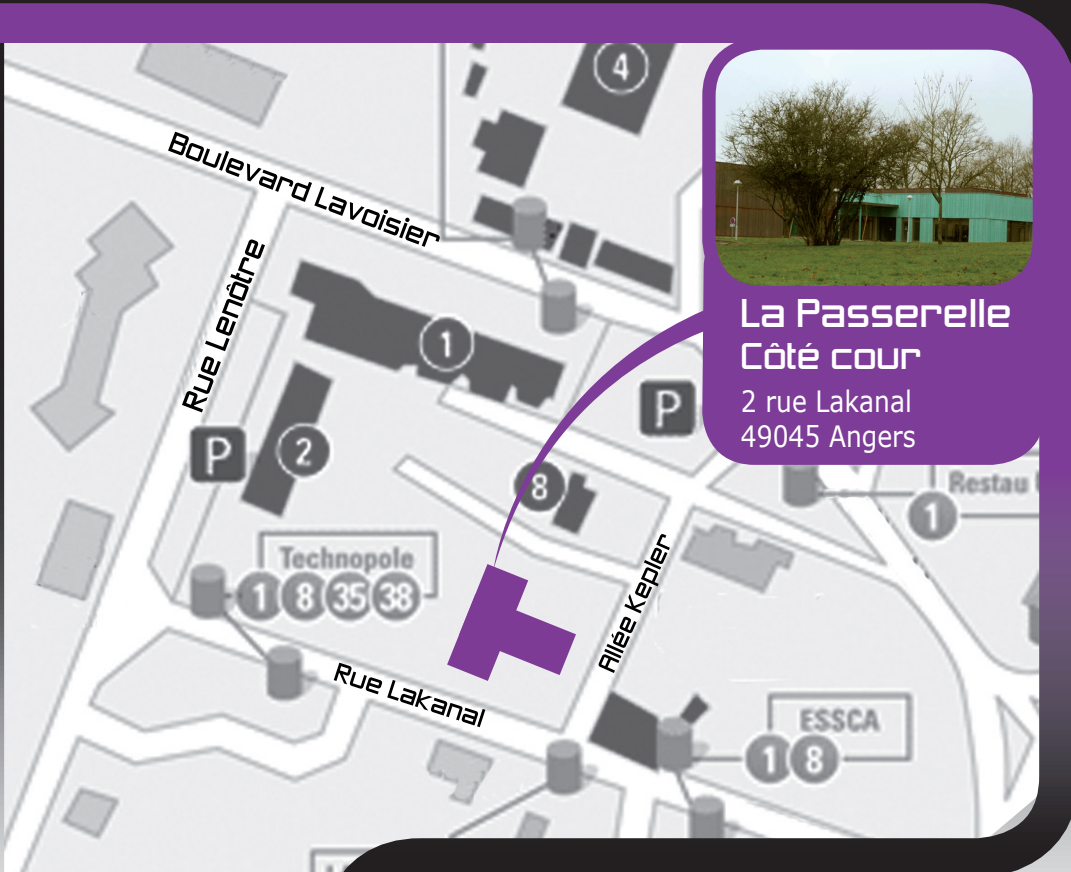 4
Boulevard Lavoisier
Rue Lenôtre
1
La Passerelle
Côté cour
2 rue Lakanal
49045 Angers
P
P
2
8
Restau
1
Technopole
1 8 35 38
Allée Kepler
Rue Lakanal
ESSCA
1 8